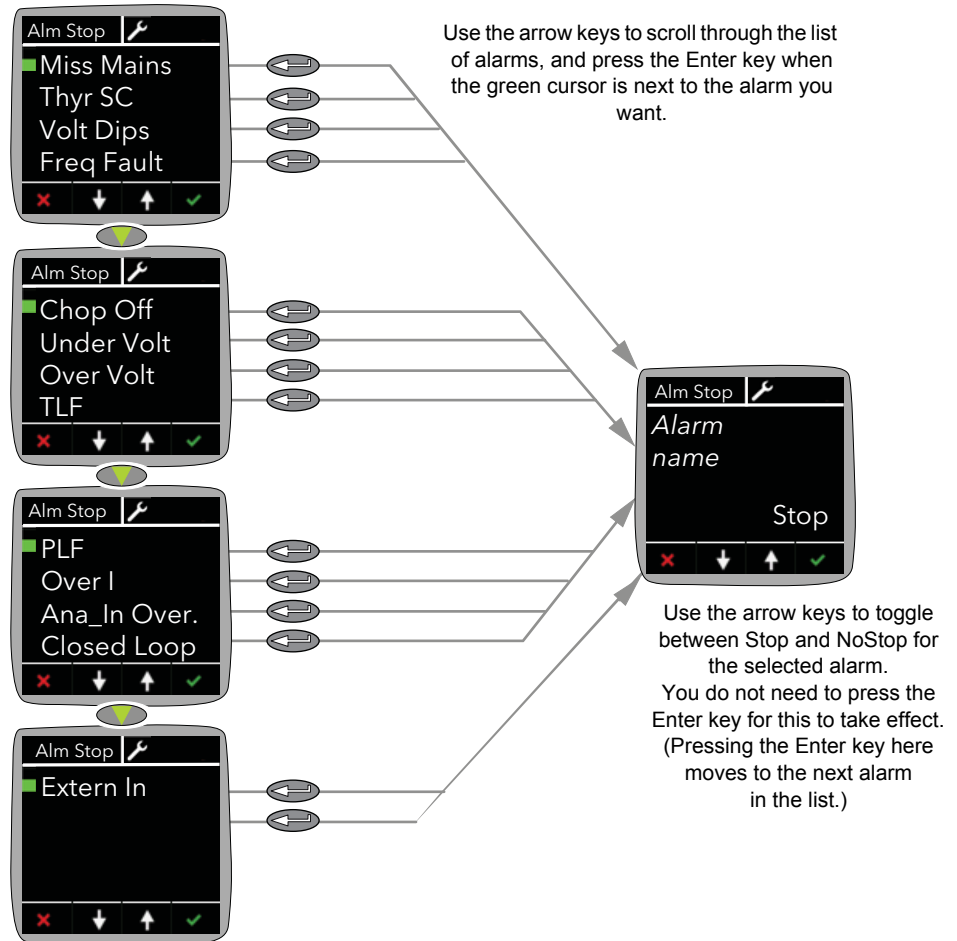 Alm Stop
Miss Mains
Thyr SC
Volt Dips
Freq Fault
Use the arrow keys to scroll through the list
of alarms, and press the Enter key when
the green cursor is next to the alarm you
want.
Alm Stop
Chop Off
Under Volt
Over Volt
TLF
Alm Stop
Alarm
name
Stop
Alm Stop
PLF
Over I
Ana_In Over.
Closed Loop
Use the arrow keys to toggle
between Stop and NoStop for
the selected alarm.
You do not need to press the
Enter key for this to take effect.
(Pressing the Enter key here
moves to the next alarm
in the list.)
Alm Stop
Extern In